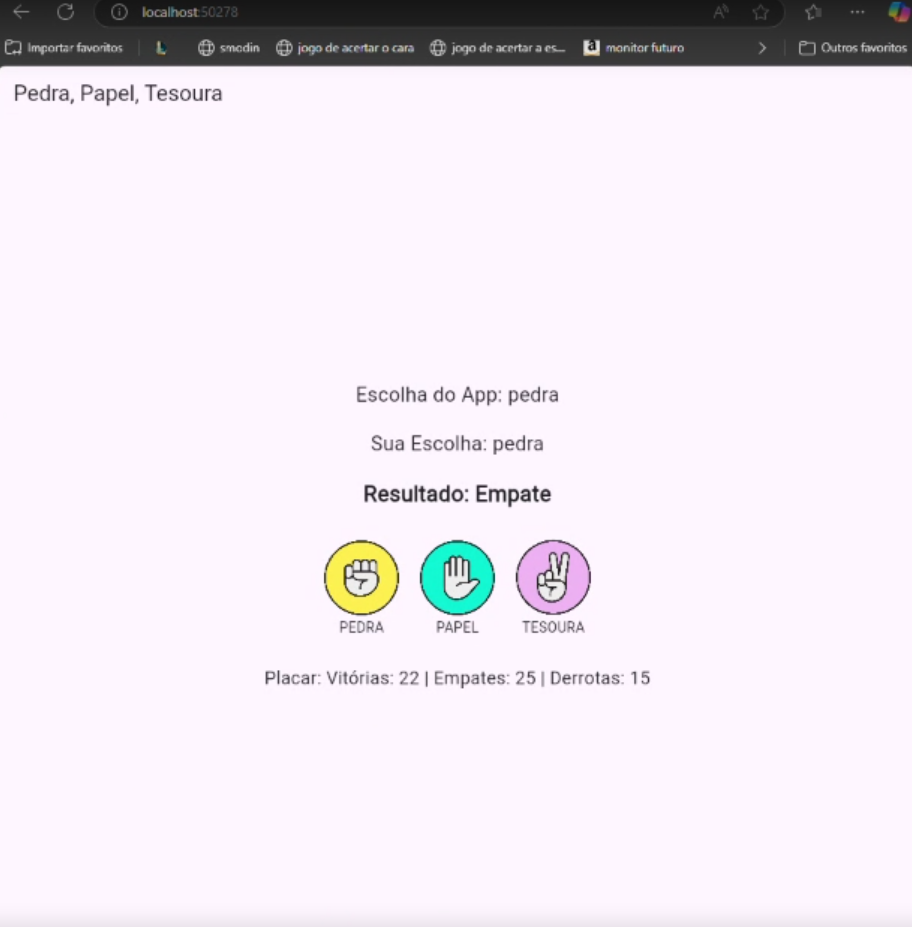 localhost:50278
Importar favoritos smodin jogo de acertar o cara jogo de acertar a es... monitor futuro Outros favoritos
Pedra, Papel, Tesoura
Escolha do App: pedra
Sua Escolha: pedra
Resultado: Empate
PEDRA PAPEL TESOURA
Placar: Vitórias: 22 | Empates: 25 | Derrotas: 15